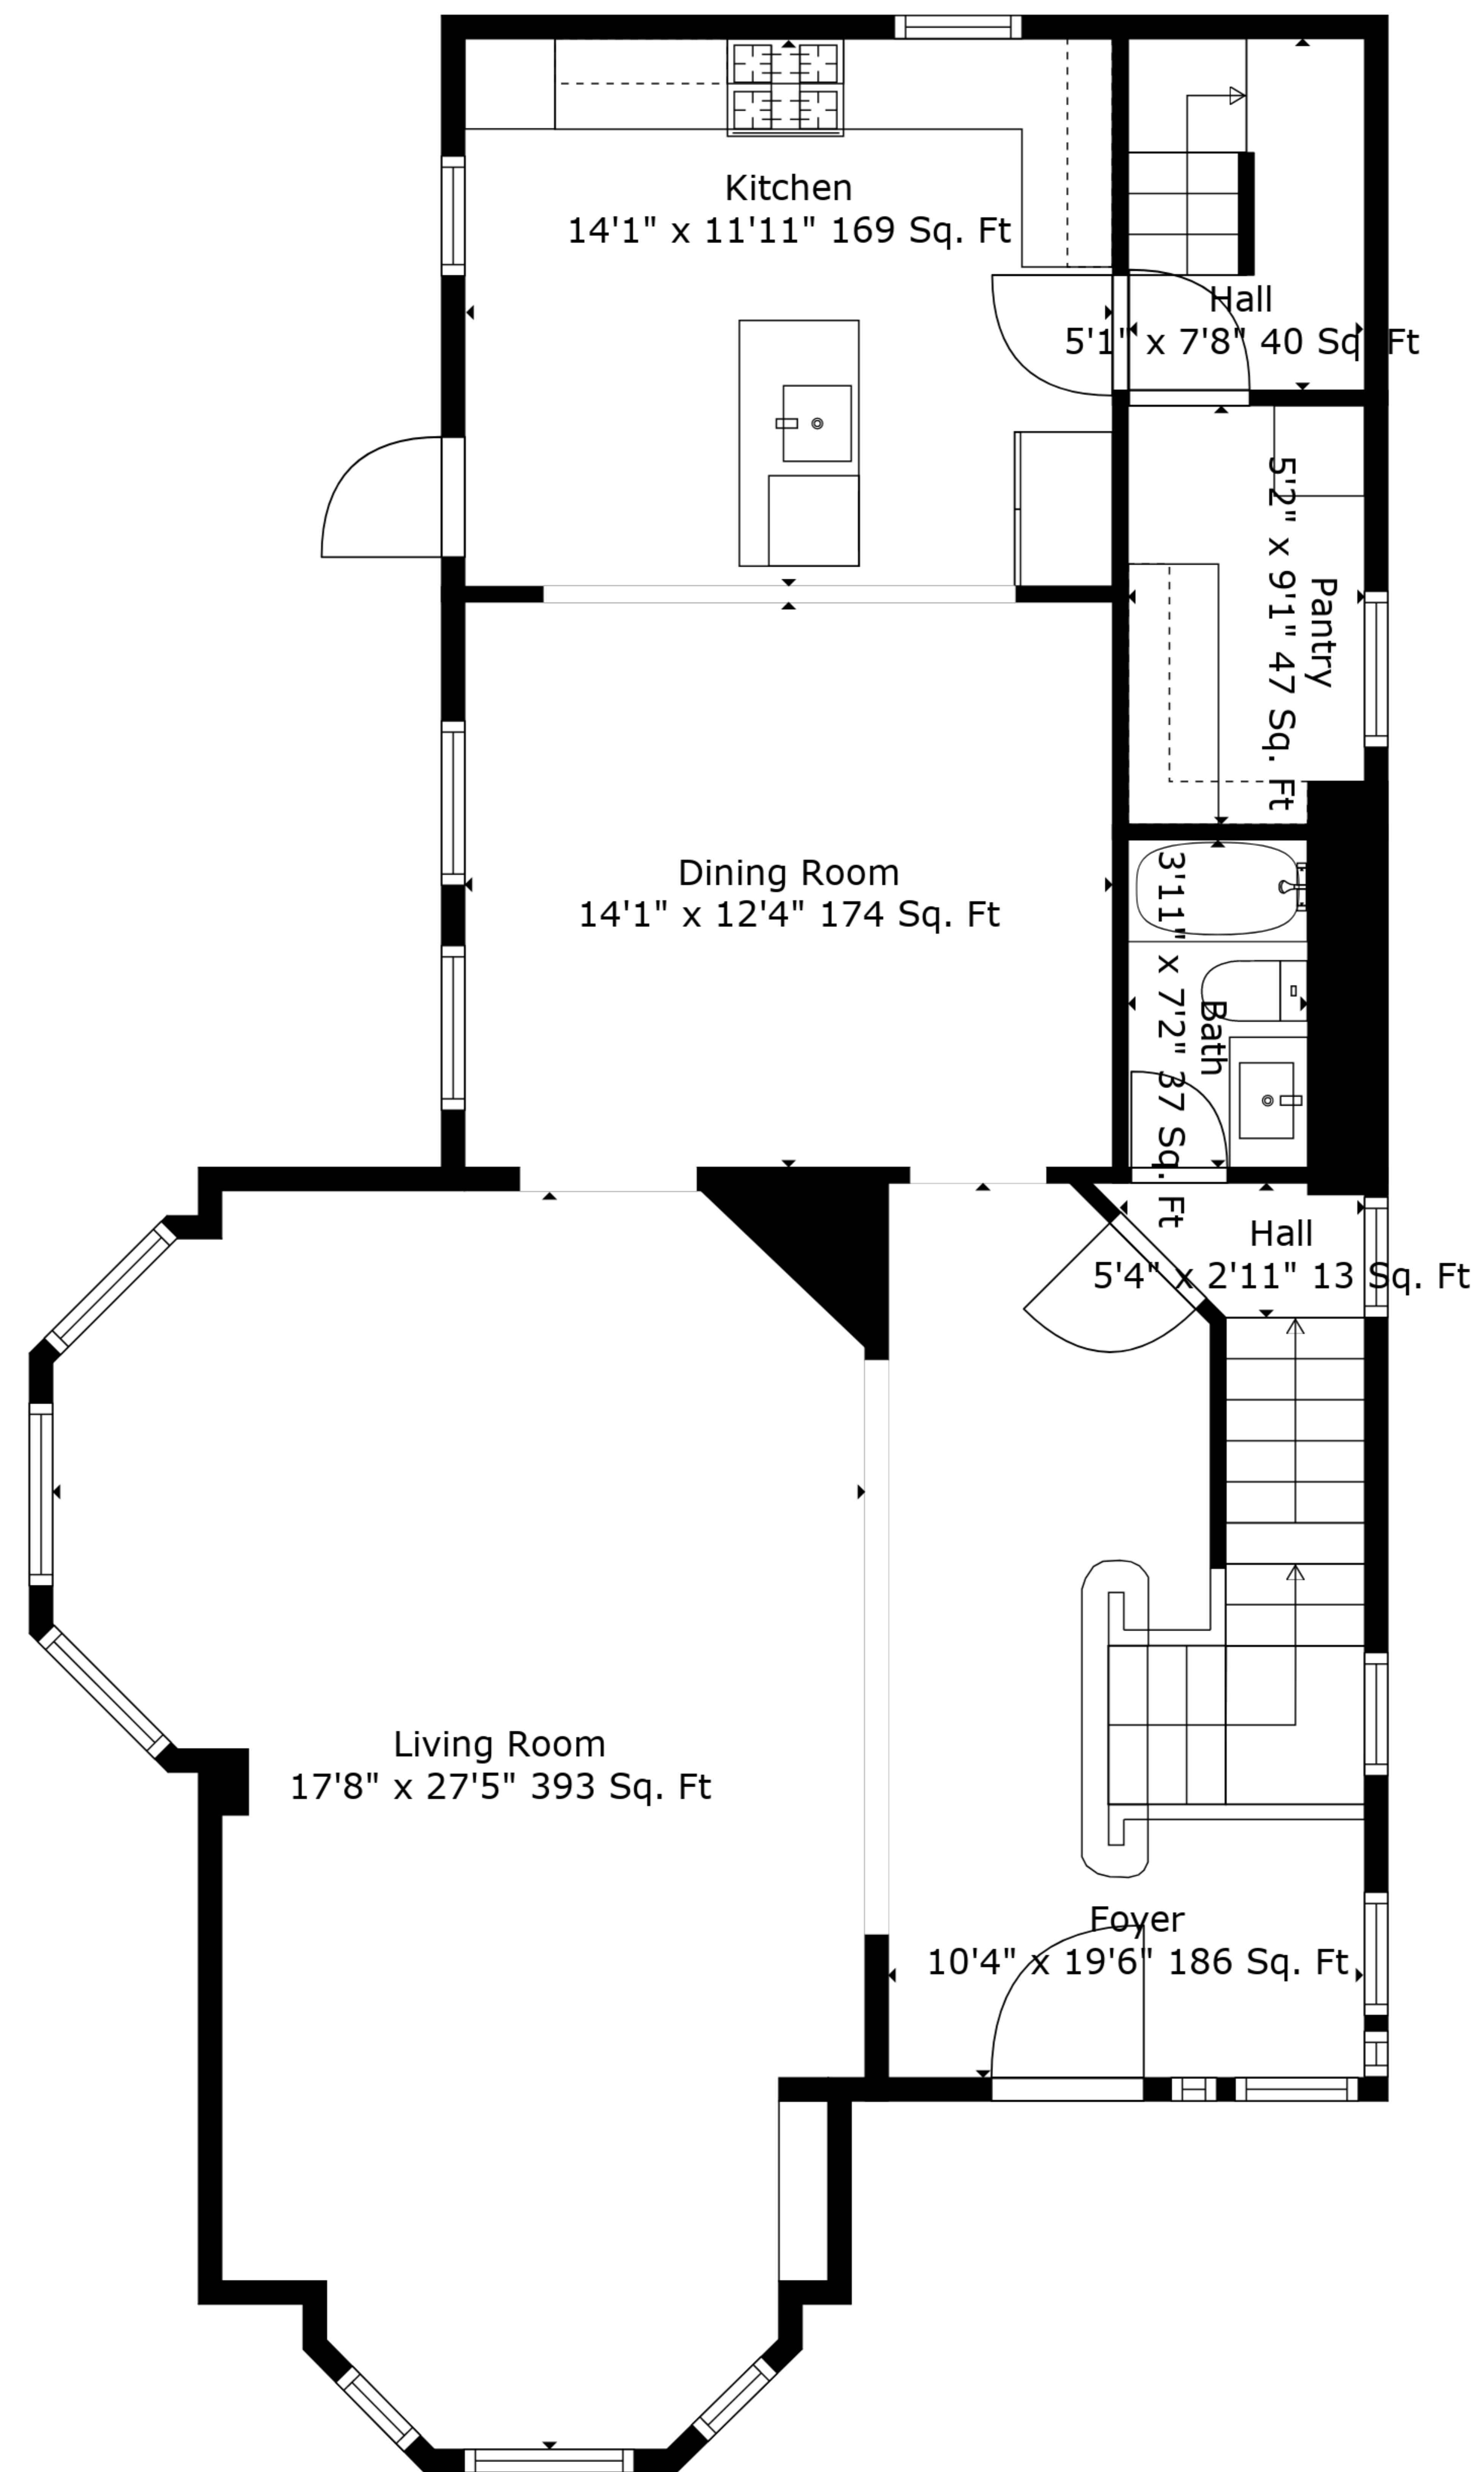 Kitchen
14'1" x 11'11" 169 Sq. Ft
Hall
5'1" x 7'8" 40 Sq. Ft
Pantry
5'2" x 9'1" 47 Sq. Ft
Dining Room
14'1" x 12'4" 174 Sq. Ft
Bath
3'11" x 7'2" 37 Sq. Ft
Hall
5'4" x 2'11" 13 Sq. Ft
Living Room
17'8" x 27'5" 393 Sq. Ft
Foyer
10'4" x 19'6" 186 Sq. Ft